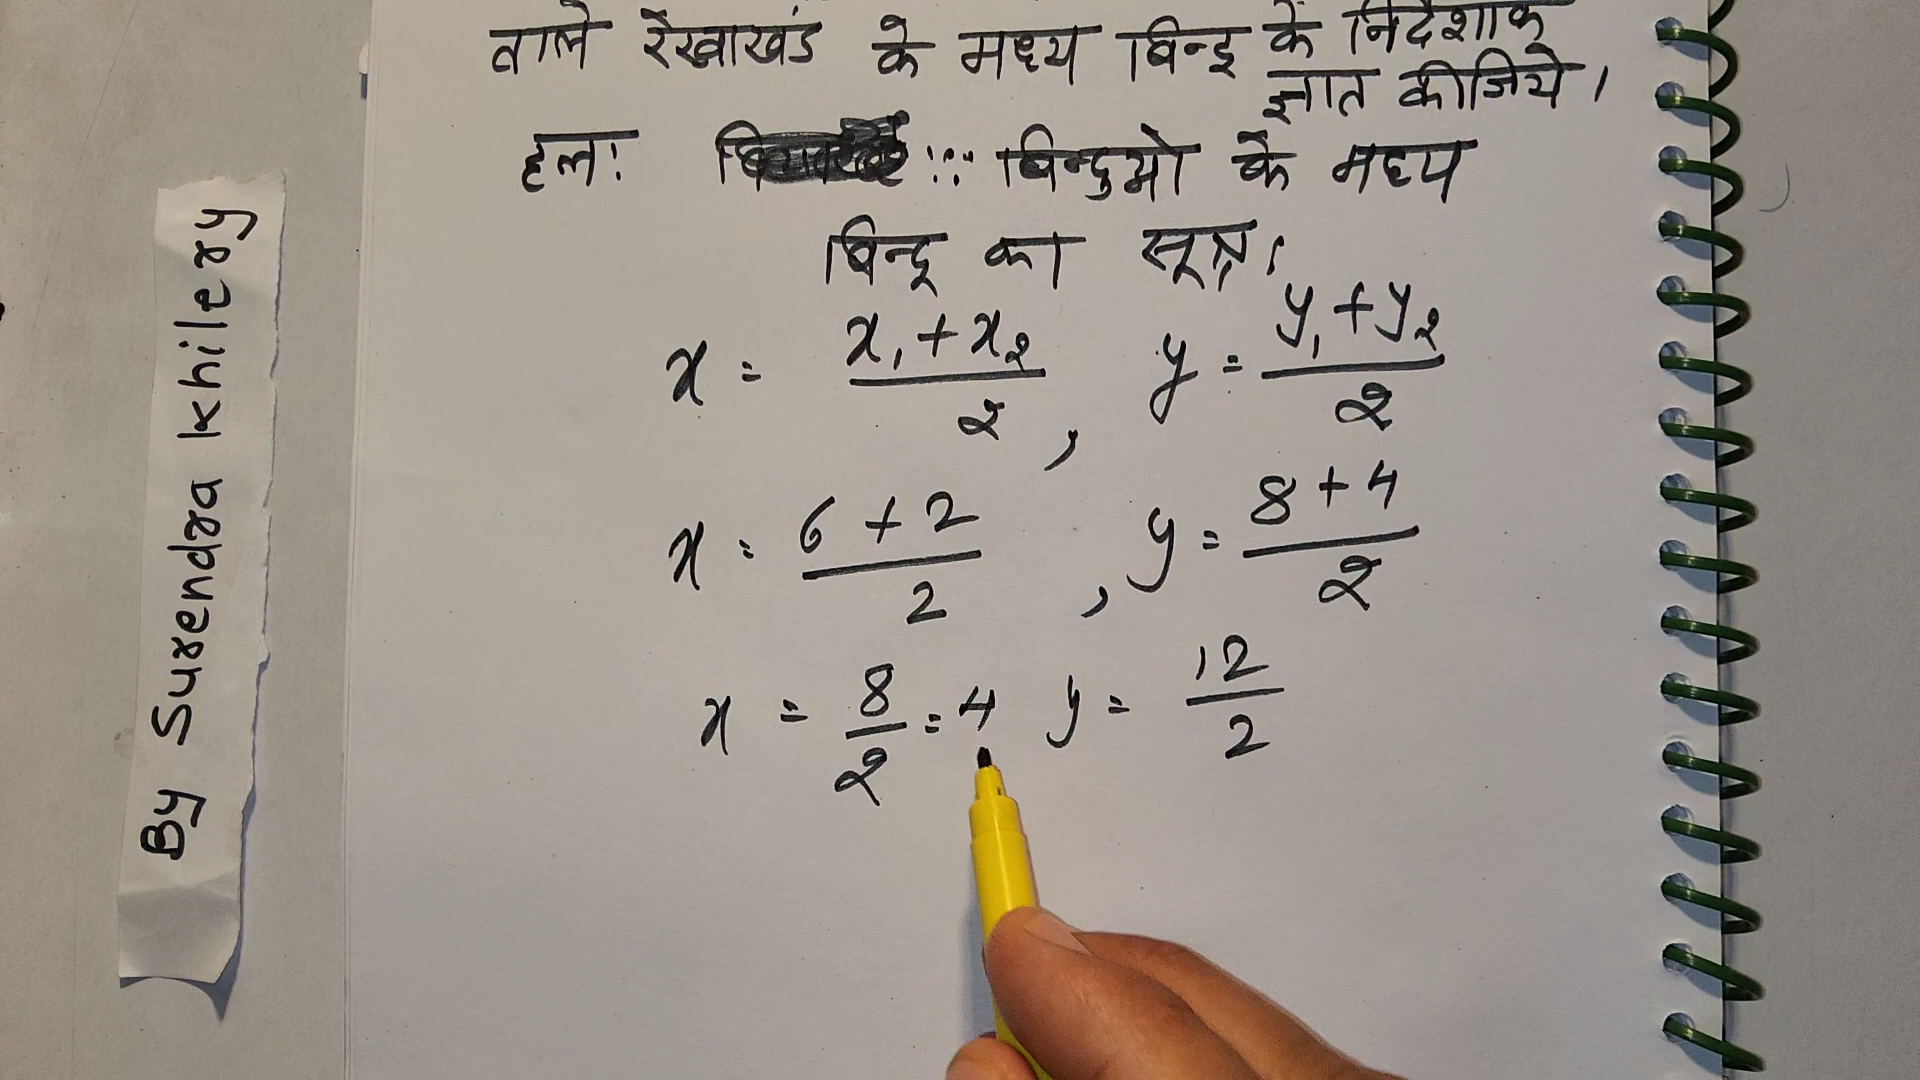 वाले रेखाखंड के मध्य बिन्दु के निर्देशांक
ज्ञात कीजिये।
हल: ∵ बिन्दुओ के मध्य
बिन्दु का सूत्र।
x = x₁ + x₂ / 2 , y = y₁ + y₂ / 2
x = 6 + 2 / 2 , y = 8 + 4 / 2
x = 8 / 2 = 4 y = 12 / 2
By Surendra Khilery